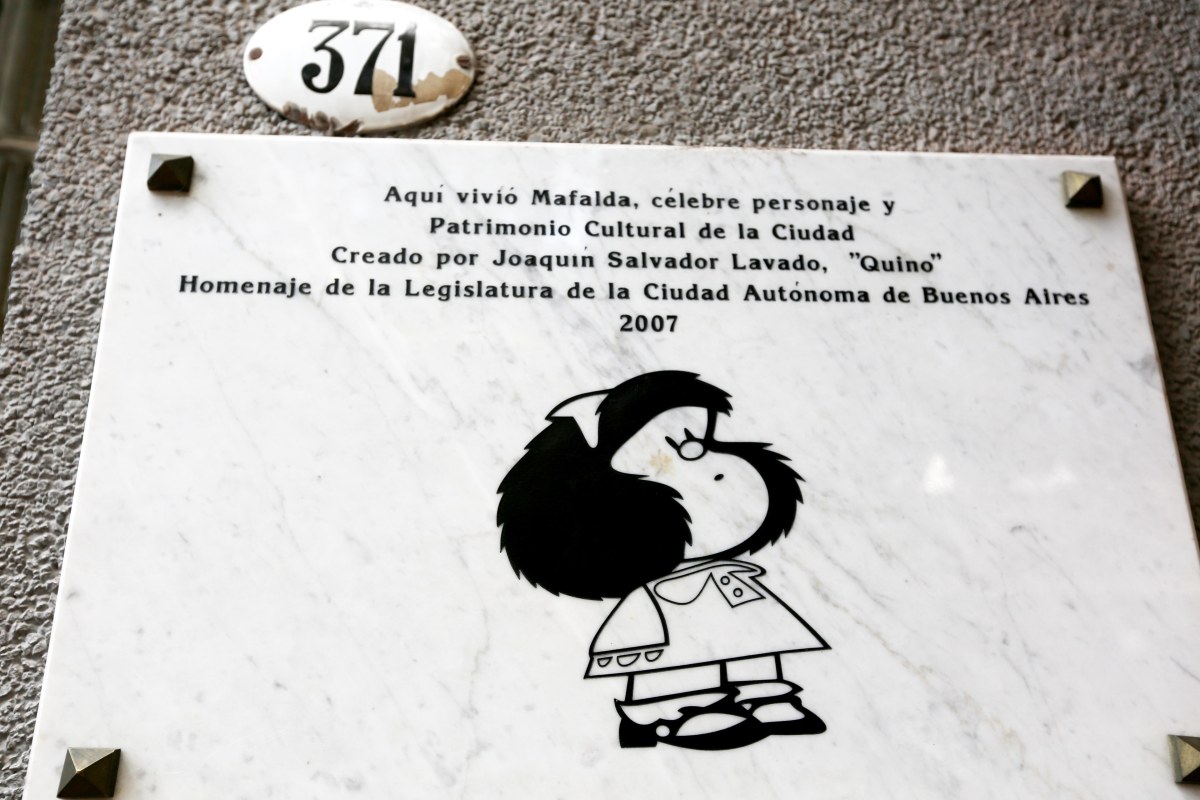 371
Aquí vivió Mafalda, célebre personaje y
Patrimonio Cultural de la Ciudad
Creado por Joaquín Salvador Lavado, "Quino"
Homenaje de la Legislatura de la Ciudad Autónoma de Buenos Aires
2007